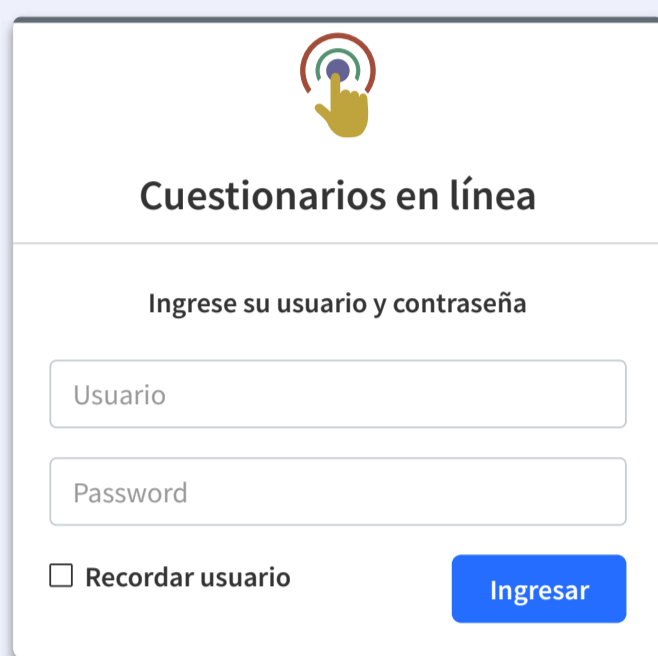 Cuestionarios en línea
Ingrese su usuario y contraseña
Usuario
Password
Recordar usuario
Ingresar